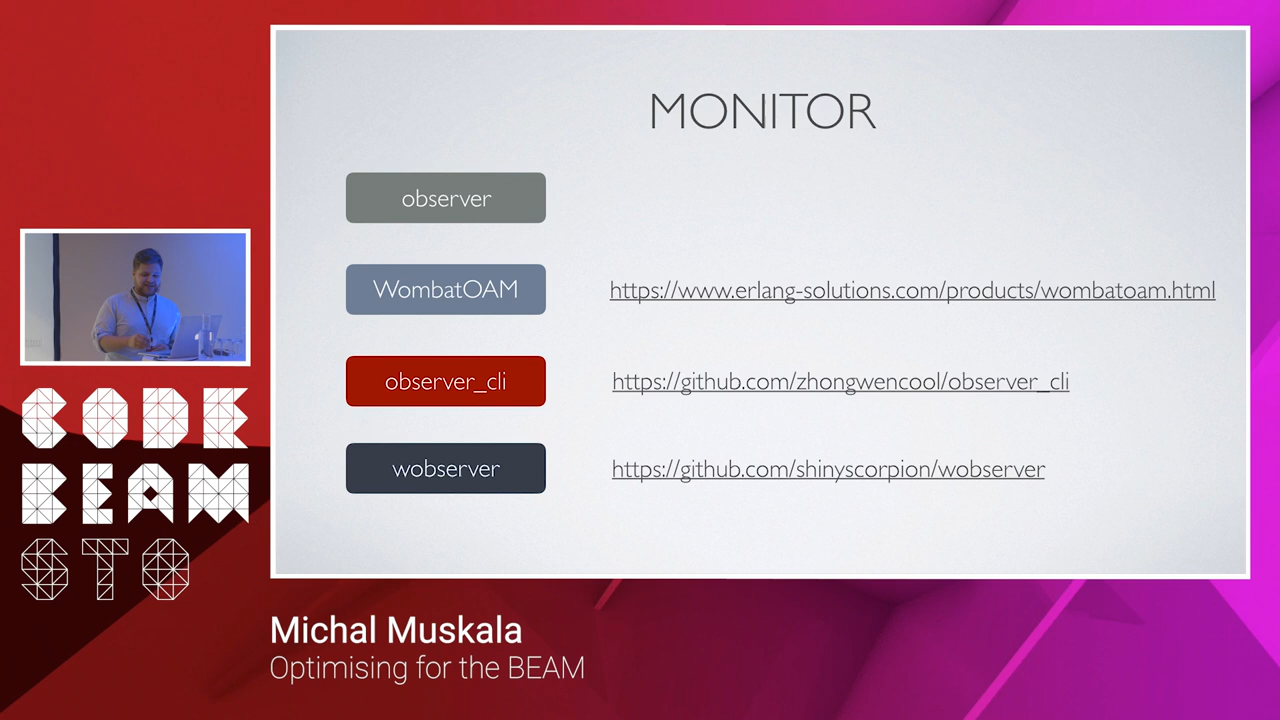 MONITOR
observer
WombatOAM
https://www.erlang-solutions.com/products/wombatoam.html
observer_cli
https://github.com/zhongwencool/observer_cli
wobserver
https://github.com/shinyscorpion/wobserver
CODE
BEAM
STO
Michal Muskala
Optimising for the BEAM